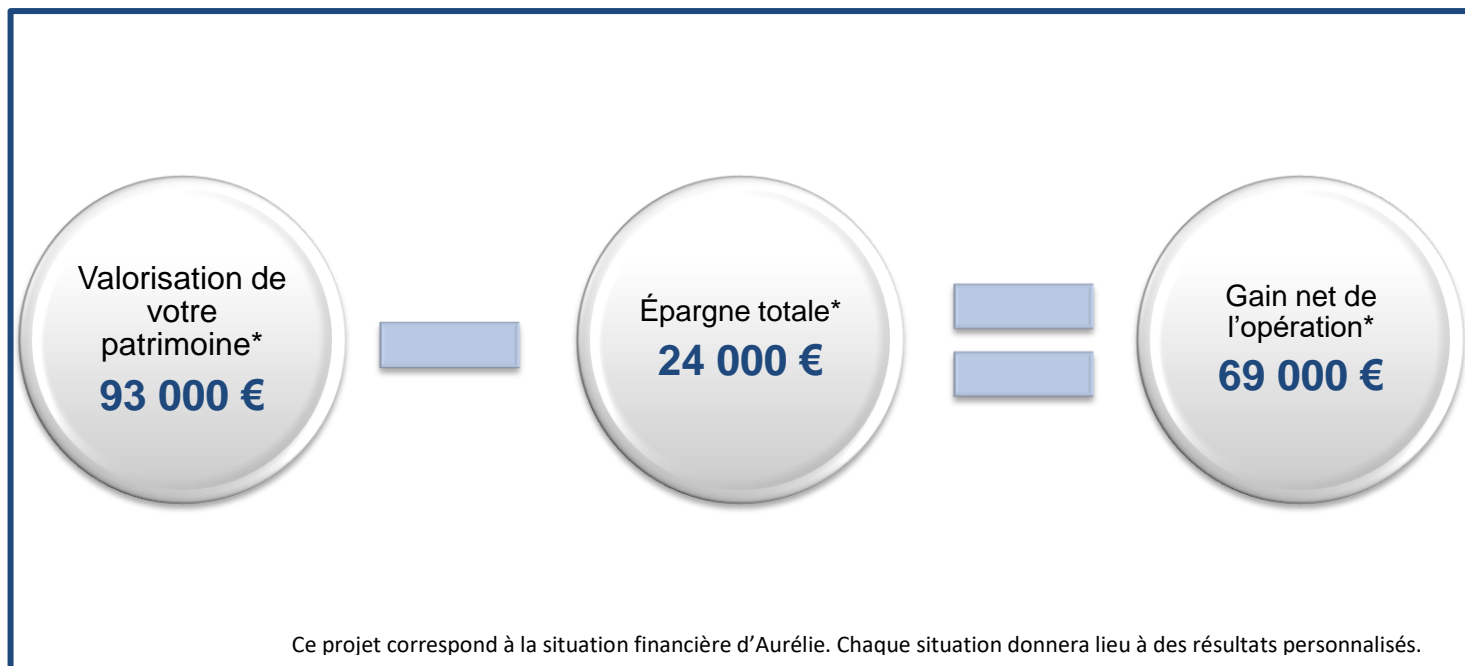 Valorisation de
votre
patrimoine*
93 000 €
Épargne totale*
24 000 €
Gain net de
l’opération*
69 000 €
Ce projet correspond à la situation financière d’Aurélie. Chaque situation donnera lieu à des résultats personnalisés.